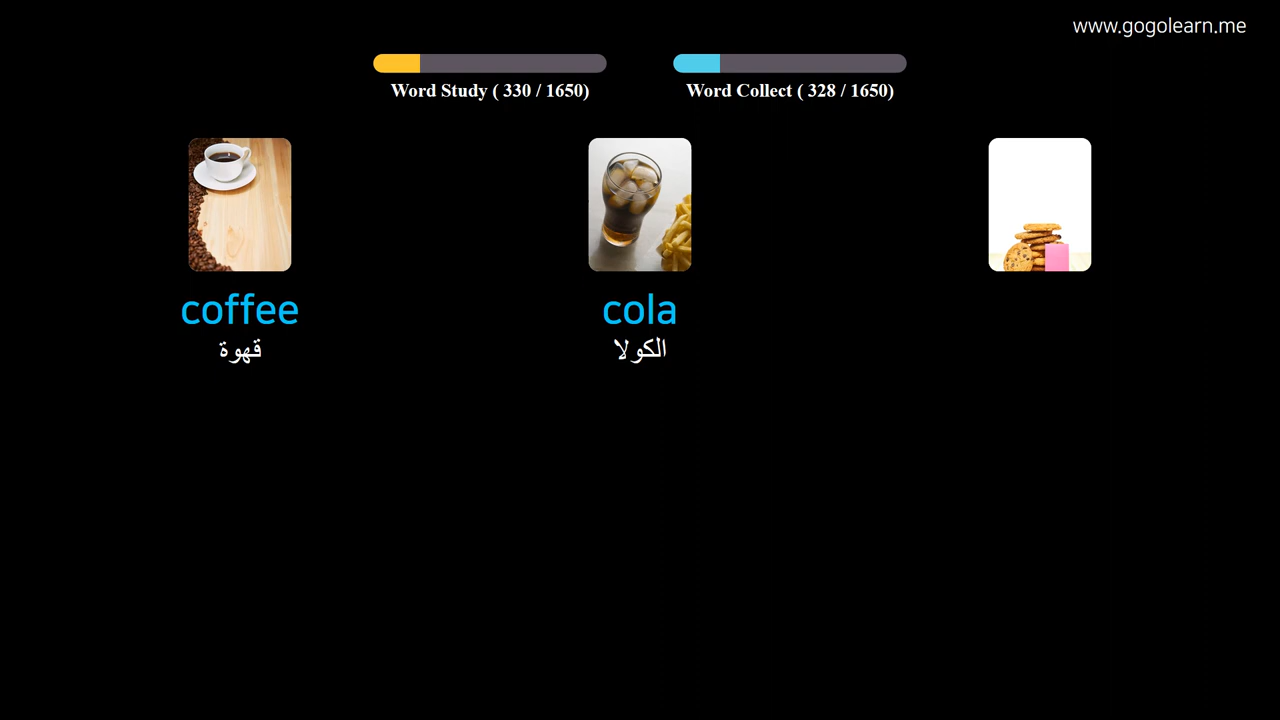 www.gogolearn.me
Word Study ( 330 / 1650)
Word Collect ( 328 / 1650)
coffee
قهوة
cola
الكولا